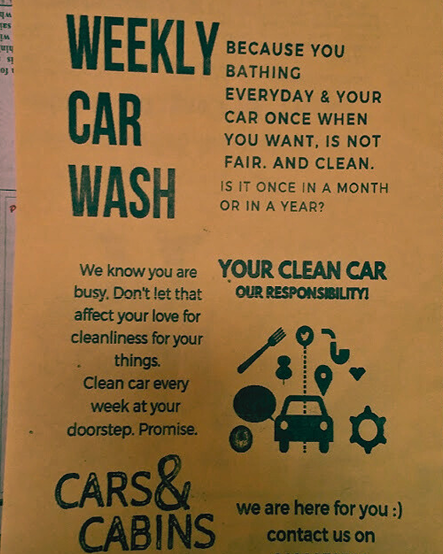 WEEKLY
CAR
WASH
BECAUSE YOU
BATHING
EVERYDAY & YOUR
CAR ONCE WHEN
YOU WANT, IS NOT
FAIR. AND CLEAN.
IS IT ONCE IN A MONTH
OR IN A YEAR?
We know you are
busy. Don't let that
affect your love for
cleanliness for your
things.
Clean car every
week at your
doorstep. Promise.
YOUR CLEAN CAR
OUR RESPONSIBILITY!
CARS &
CABINS
we are here for you :)
contact us on